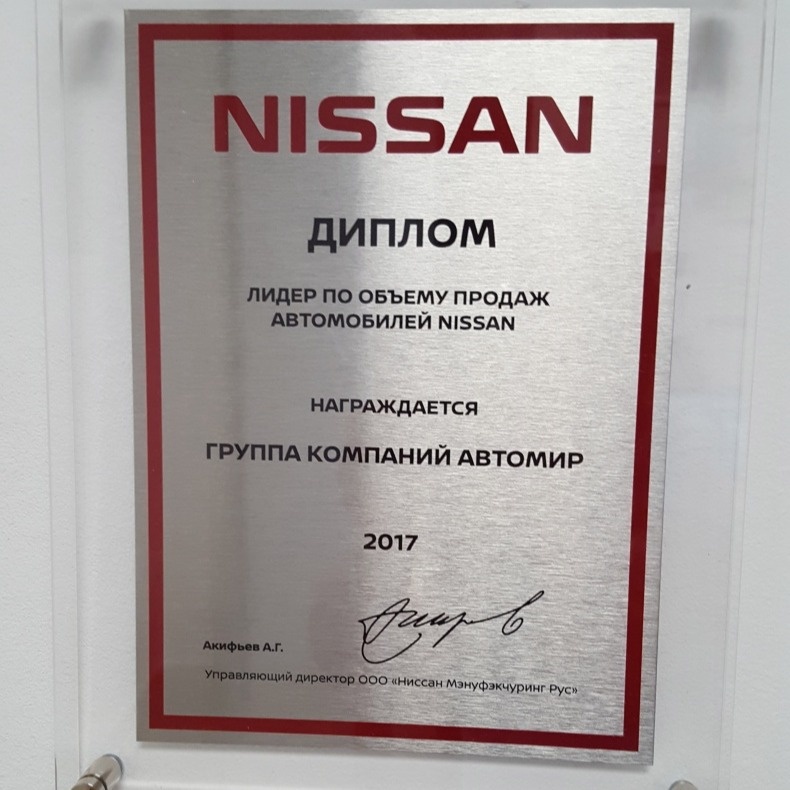 NISSAN
ДИПЛОМ
ЛИДЕР ПО ОБЪЕМУ ПРОДАЖ
АВТОМОБИЛЕЙ NISSAN
НАГРАЖДАЕТСЯ
ГРУППА КОМПАНИЙ АВТОМИР
2017
Акифьев А.Г.
Управляющий директор ООО «Ниссан Мэнуфэкчуринг Рус»